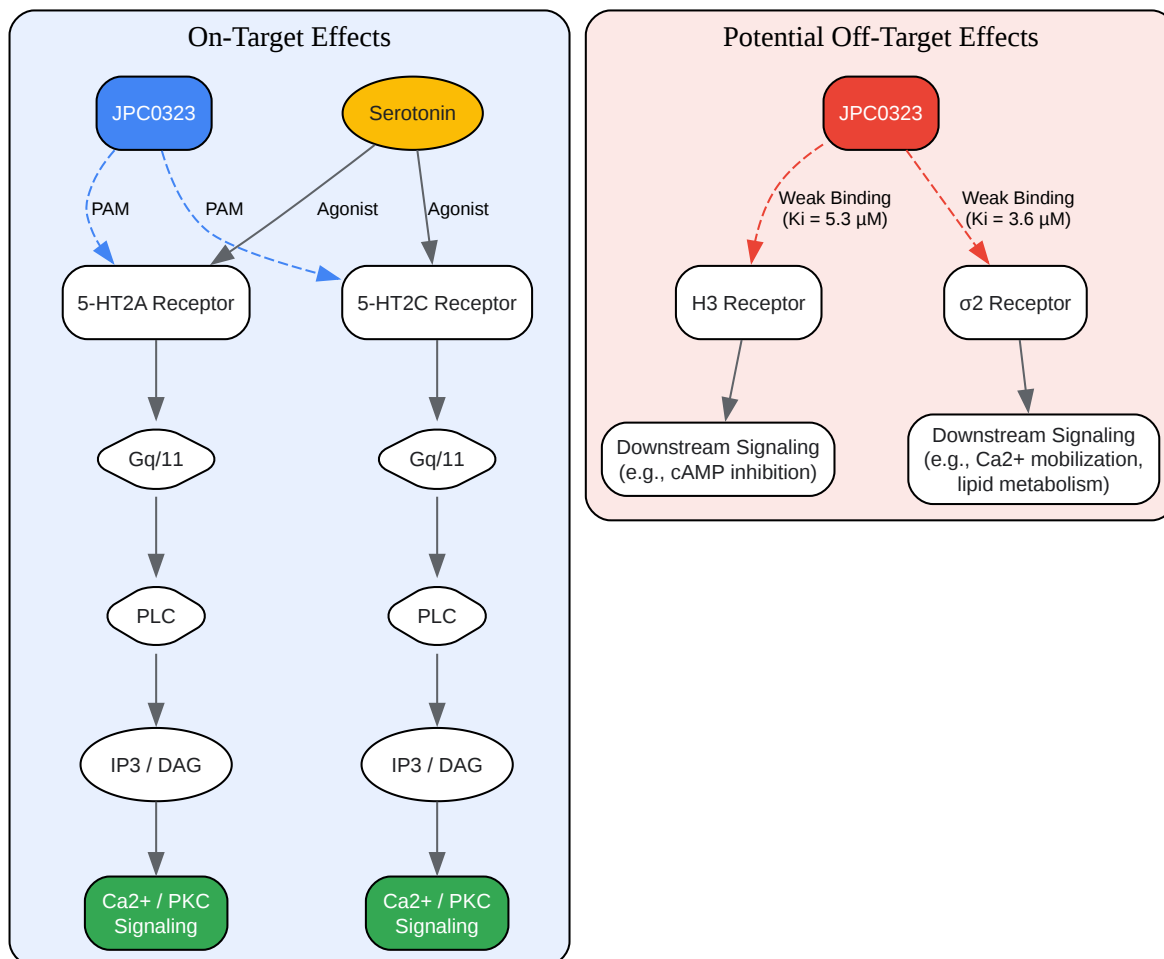 On-Target Effects
JPC0323
Serotonin
PAM
PAM
Agonist
Agonist
5-HT2A Receptor
5-HT2C Receptor
Gq/11
Gq/11
PLC
PLC
IP3 / DAG
IP3 / DAG
Ca2+ / PKC
Signaling
Ca2+ / PKC
Signaling
Potential Off-Target Effects
JPC0323
Weak Binding
(Ki = 5.3 µM)
Weak Binding
(Ki = 3.6 µM)
H3 Receptor
σ2 Receptor
Downstream Signaling
(e.g., cAMP inhibition)
Downstream Signaling
(e.g., Ca2+ mobilization,
lipid metabolism)